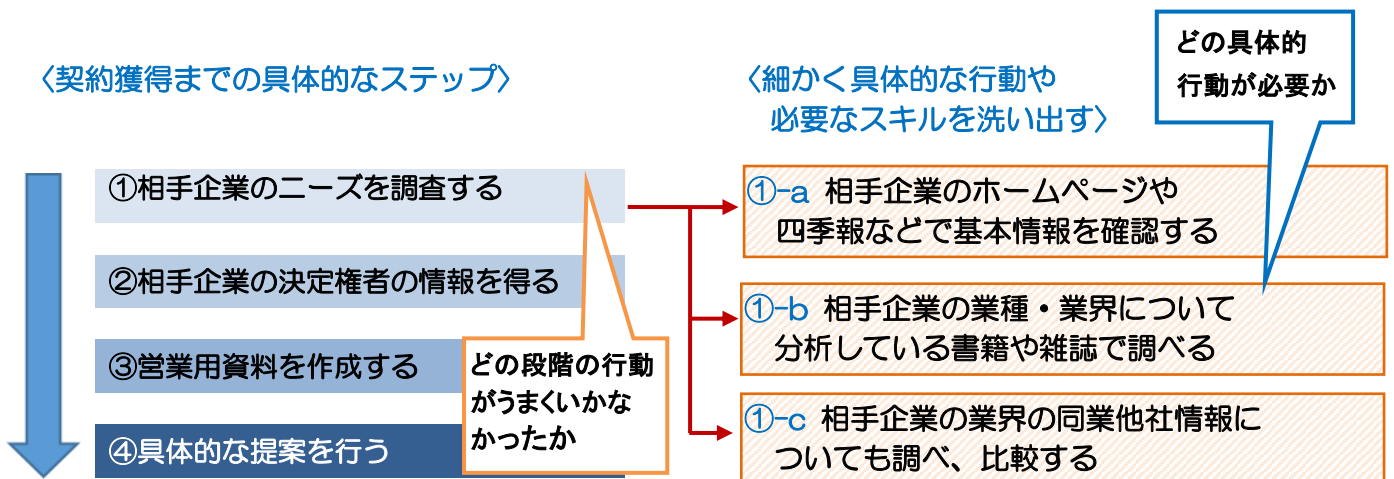 〈契約獲得までの具体的なステップ〉
①相手企業のニーズを調査する
②相手企業の決定権者の情報を得る
③営業用資料を作成する
④具体的な提案を行う
どの段階の行動
がうまくいかな
かったか
〈細かく具体的な行動や
必要なスキルを洗い出す〉
どの具体的
行動が必要か
①-a 相手企業のホームページや
四季報などで基本情報を確認する
①-b 相手企業の業種・業界について
分析している書籍や雑誌で調べる
①-c 相手企業の業界の同業他社情報に
ついても調べ、比較する